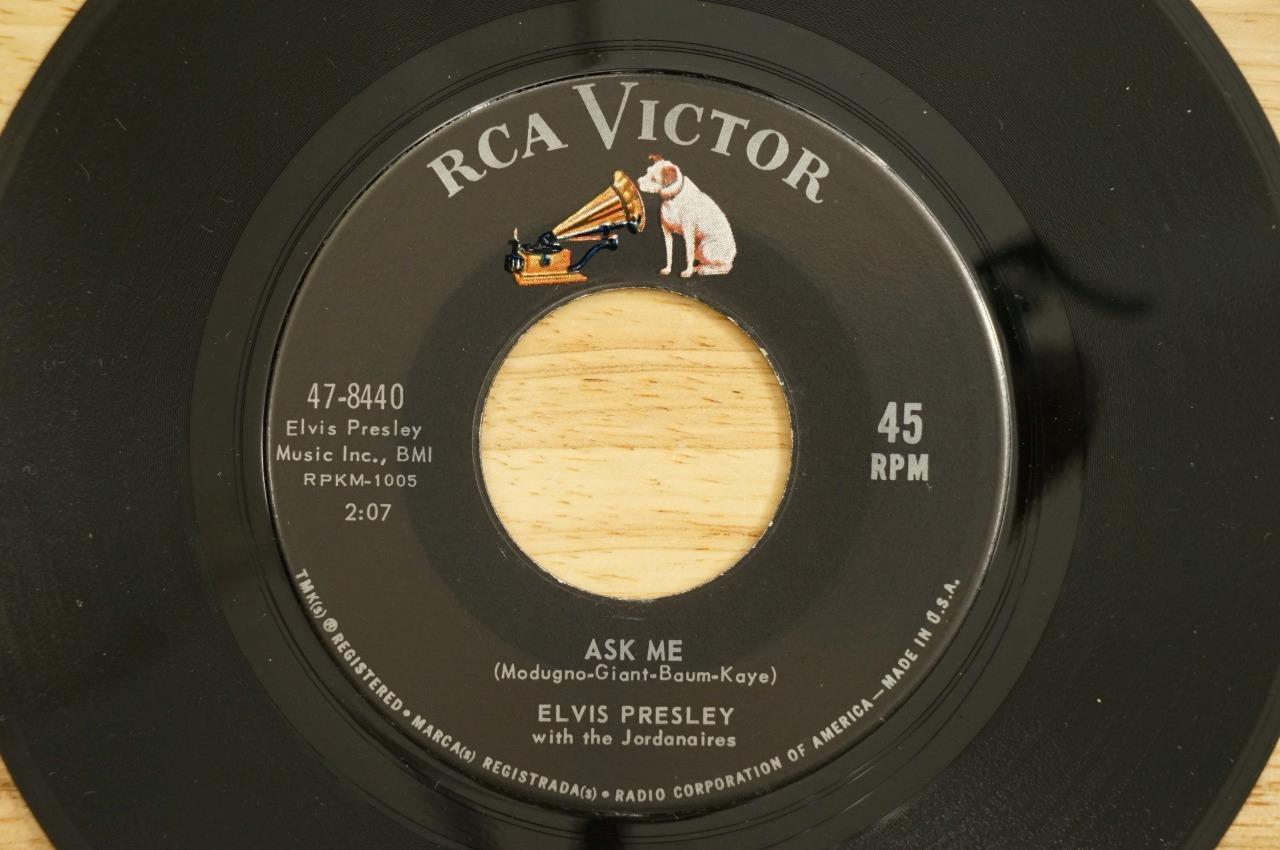 RCA VICTOR
47-8440
Elvis Presley
Music Inc., BMI
RPKM-1005
2:07
45
RPM
ASK ME
(Modugno-Giant-Baum-Kaye)
ELVIS PRESLEY
with the Jordanaires
TMK(s) ® REGISTERED • MARCA(s) REGISTRADA(s) • RADIO CORPORATION OF AMERICA—MADE IN U.S.A.